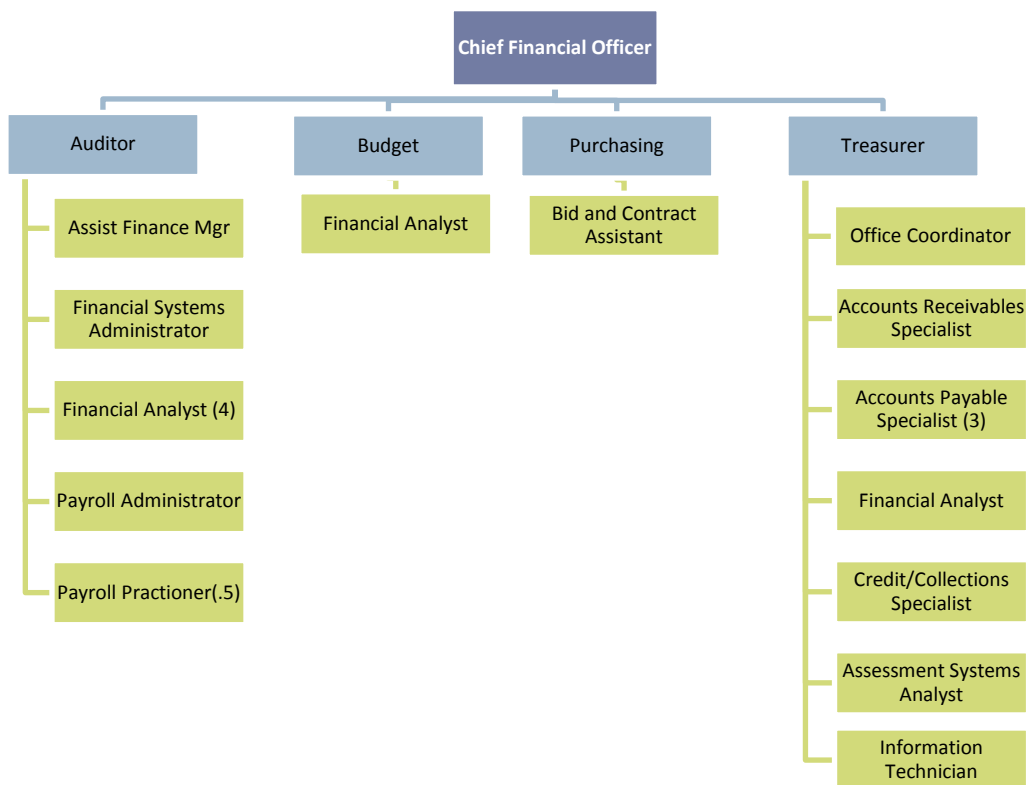 Chief Financial Officer
Auditor
Budget
Purchasing
Treasurer
Assist Finance Mgr
Financial Systems
Administrator
Financial Analyst (4)
Payroll Administrator
Payroll Practioner(.5)
Financial Analyst
Bid and Contract
Assistant
Office Coordinator
Accounts Receivables
Specialist
Accounts Payable
Specialist (3)
Financial Analyst
Credit/Collections
Specialist
Assessment Systems
Analyst
Information
Technician